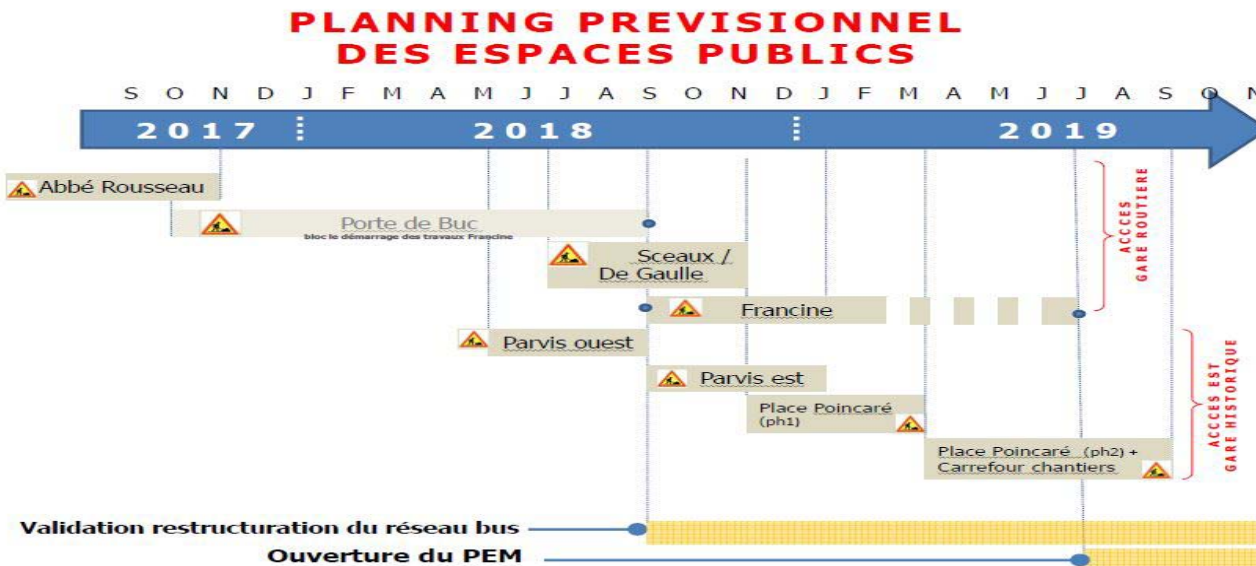 PLANNING PREVISIONNEL
DES ESPACES PUBLICS
S O N D J F M A M J J A S O N D J F M A M J J A S O N
2017 2018 2019
Abbé Rousseau
Porte de Buc
bloc le démarrage des travaux Francine
Sceaux /
De Gaulle
Francine
ACCCES
GARE ROUTIERE
Parvis ouest
Parvis est
Place Poincaré
(ph1)
Place Poincaré (ph2) +
Carrefour chantiers
ACCCES EST
GARE HISTORIQUE
Validation restructuration du réseau bus
Ouverture du PEM